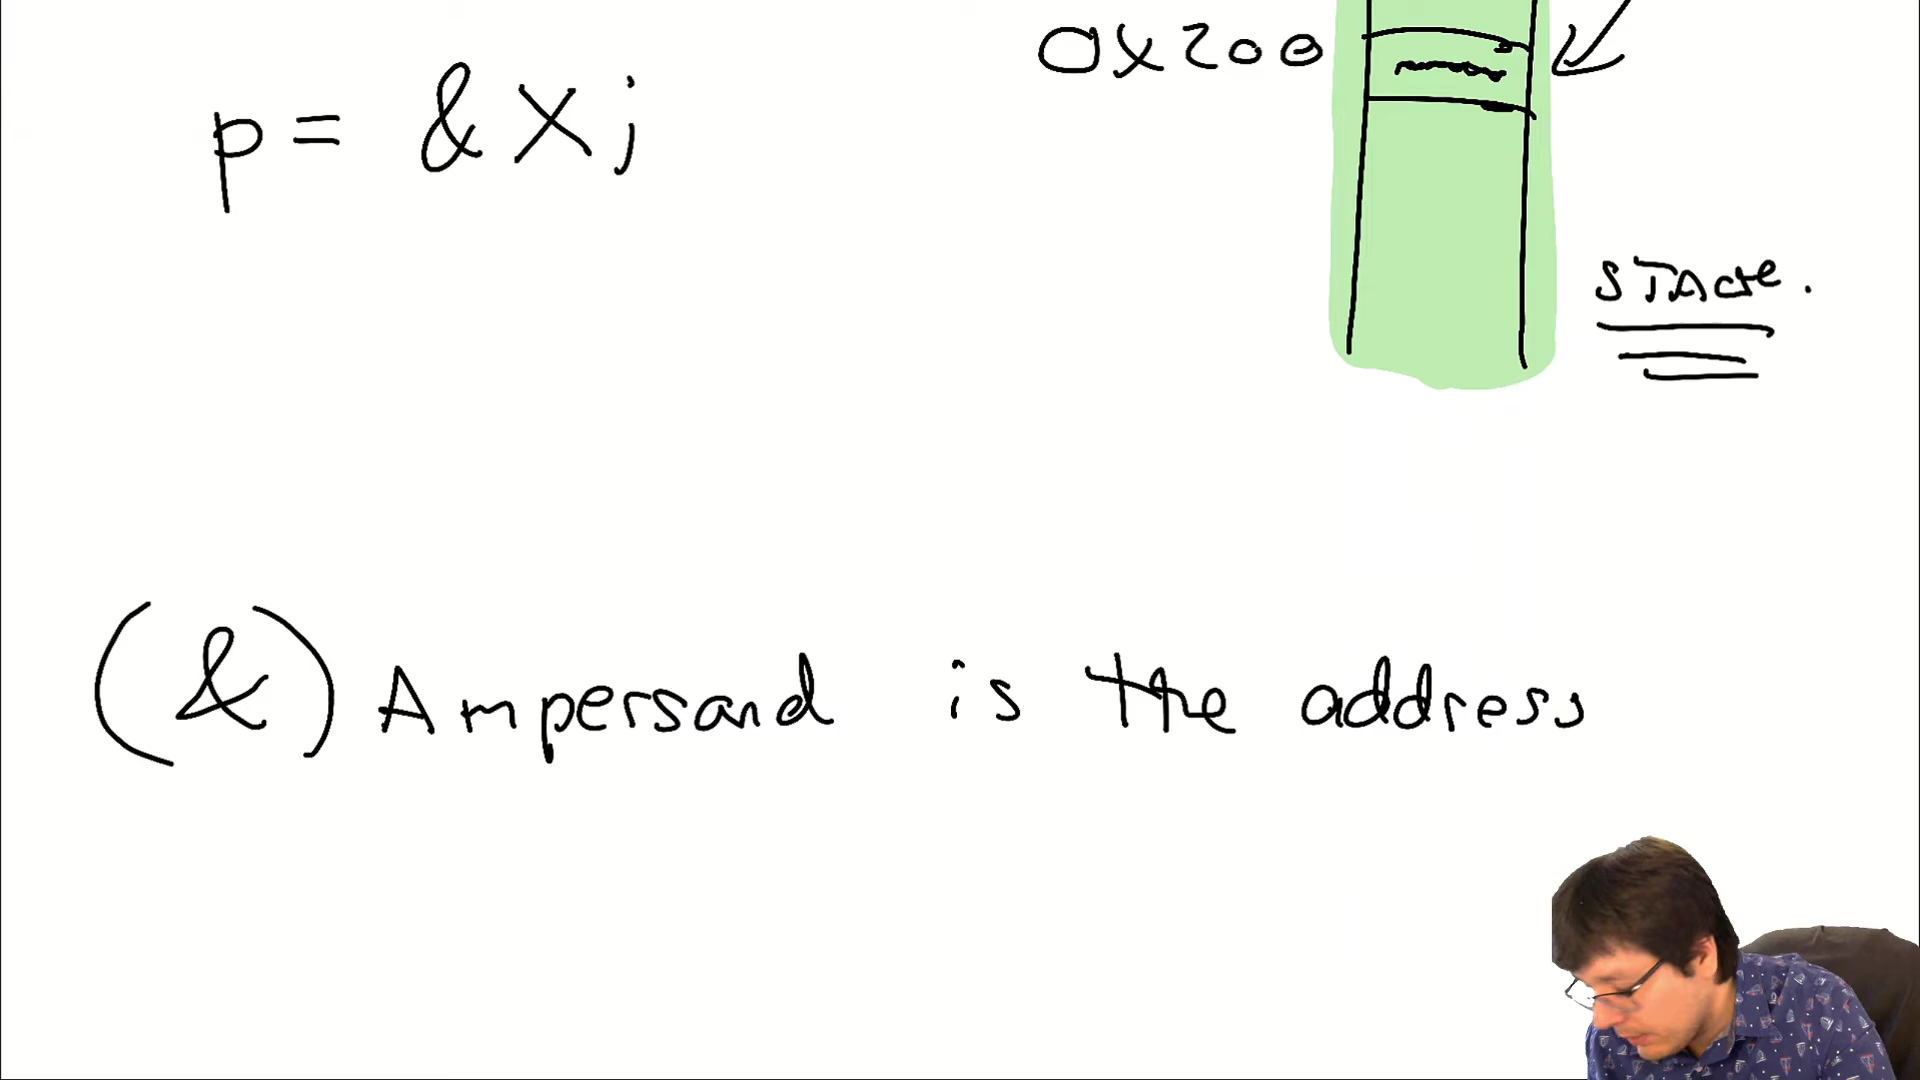 0x200
p = &x;
STACK.
(&) Ampersand is the address